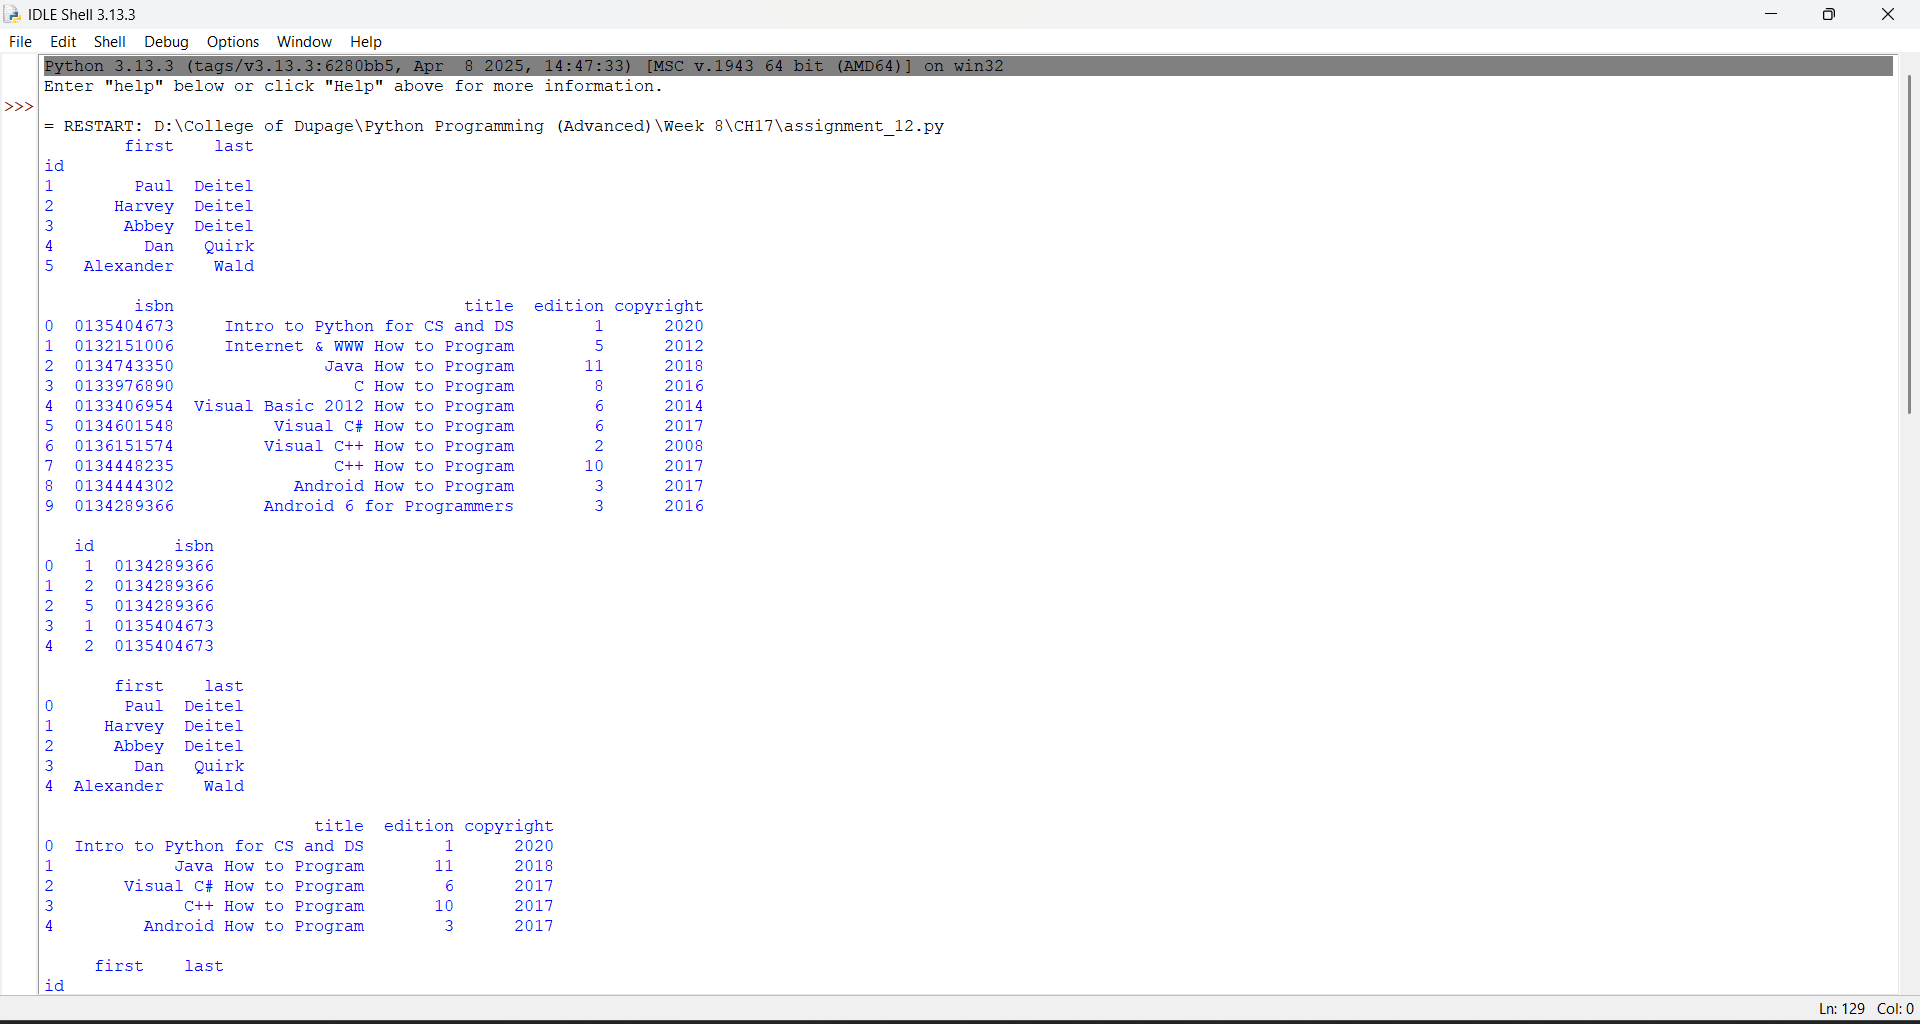 IDLE Shell 3.13.3
File Edit Shell Debug Options Window Help
Python 3.13.3 (tags/v3.13.3:6280bb5, Apr  8 2025, 14:47:33) [MSC v.1943 64 bit (AMD64)] on win32
Enter "help" below or click "Help" above for more information.
>>>
= RESTART: D:\College of Dupage\Python Programming (Advanced)\Week 8\CH17\assignment_12.py
        first    last
id
1        Paul  Deitel
2      Harvey  Deitel
3       Abbey  Deitel
4         Dan   Quirk
5   Alexander    Wald
         isbn                             title  edition copyright
0  0135404673     Intro to Python for CS and DS        1      2020
1  0132151006     Internet & WWW How to Program        5      2012
2  0134743350               Java How to Program       11      2018
3  0133976890                  C How to Program        8      2016
4  0133406954  Visual Basic 2012 How to Program        6      2014
5  0134601548          Visual C# How to Program        6      2017
6  0136151574         Visual C++ How to Program        2      2008
7  0134448235                C++ How to Program       10      2017
8  0134444302            Android How to Program        3      2017
9  0134289366         Android 6 for Programmers        3      2016
   id        isbn
0   1  0134289366
1   2  0134289366
2   5  0134289366
3   1  0135404673
4   2  0135404673
       first    last
0       Paul  Deitel
1     Harvey  Deitel
2      Abbey  Deitel
3        Dan   Quirk
4  Alexander    Wald
                           title  edition copyright
0  Intro to Python for CS and DS        1      2020
1            Java How to Program       11      2018
2       Visual C# How to Program        6      2017
3             C++ How to Program       10      2017
4         Android How to Program        3      2017
     first    last
id
Ln: 129 Col: 0